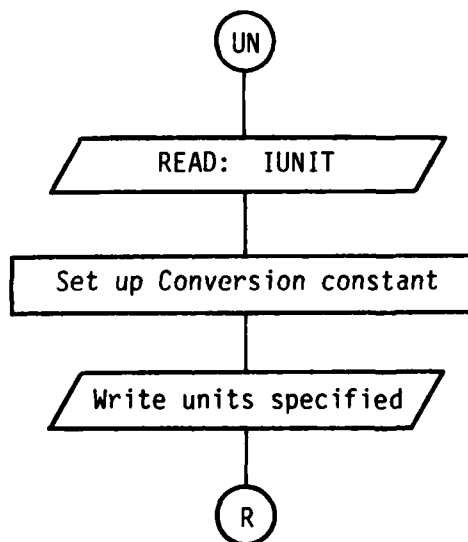 UN
READ: IUNIT
Set up Conversion constant
Write units specified
R